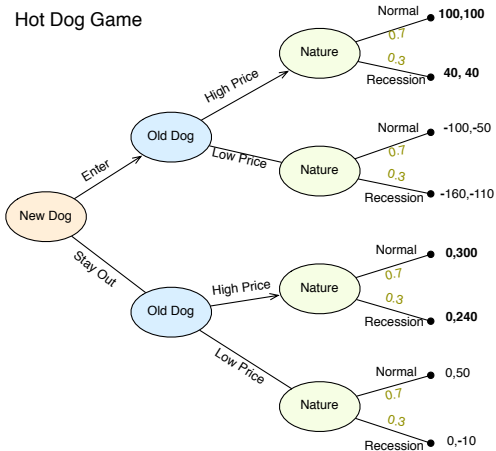 Hot Dog Game
Normal
100,100
0.7
Nature
0.3
Recession
40, 40
High Price
Old Dog
Low Price
Normal
-100,-50
0.7
Nature
0.3
Recession
-160,-110
Enter
New Dog
Stay Out
Normal
0,300
0.7
High Price
Nature
0.3
Recession
0,240
Old Dog
Low Price
Normal
0,50
0.7
Nature
0.3
Recession
0,-10